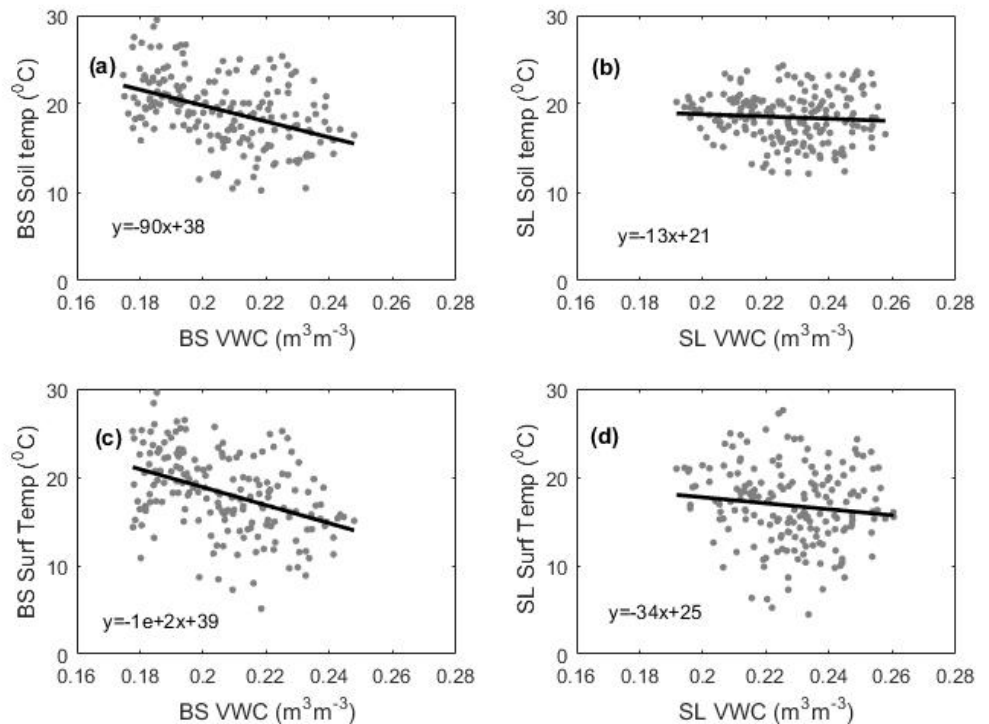 30
20
10
0
BS Soil temp (⁰C)
(a)
y=-90x+38
0.16 0.18 0.2 0.22 0.24 0.26 0.28
BS VWC (m³m⁻³)
30
20
10
0
SL Soil temp (⁰C)
(b)
y=-13x+21
0.16 0.18 0.2 0.22 0.24 0.26 0.28
SL VWC (m³m⁻³)
30
20
10
0
BS Surf Temp (⁰C)
(c)
y=-1e+2x+39
0.16 0.18 0.2 0.22 0.24 0.26 0.28
BS VWC (m³m⁻³)
30
20
10
0
SL Surf Temp (⁰C)
(d)
y=-34x+25
0.16 0.18 0.2 0.22 0.24 0.26 0.28
SL VWC (m³m⁻³)